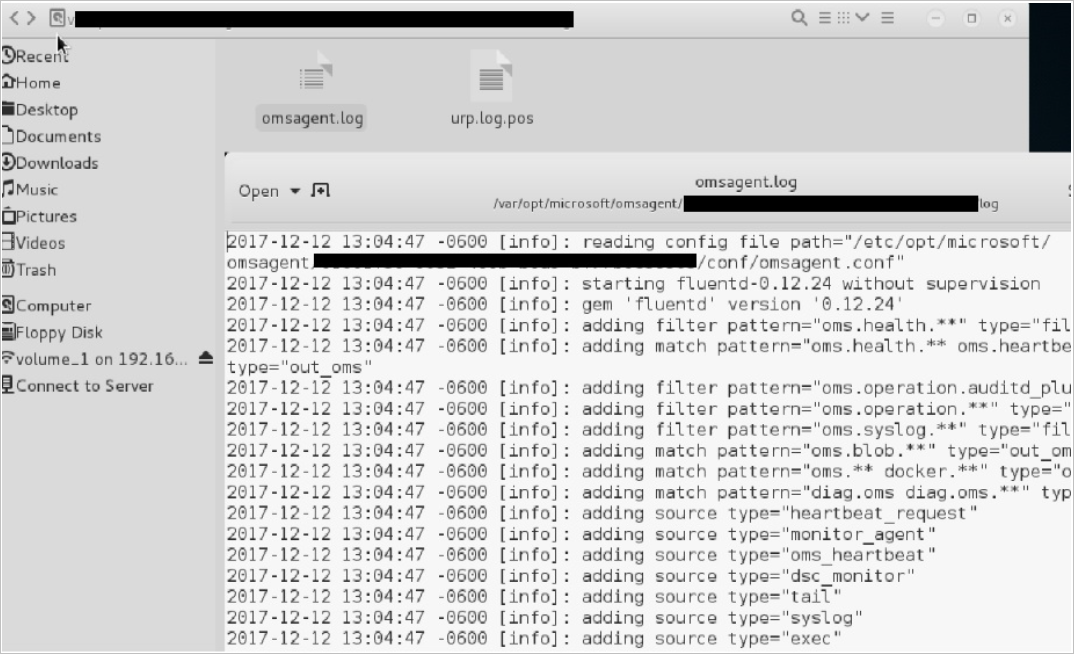 Recent
Home
Desktop
Documents
Downloads
Music
Pictures
Videos
Trash
Computer
Floppy Disk
volume_1 on 192.16...
Connect to Server
omsagent.log
urp.log.pos
Open
omsagent.log
/var/opt/microsoft/omsagent/
log
2017-12-12 13:04:47 -0600 [info]: reading config file path="/etc/opt/microsoft/
omsagent/ /conf/omsagent.conf"
2017-12-12 13:04:47 -0600 [info]: starting fluentd-0.12.24 without supervision
2017-12-12 13:04:47 -0600 [info]: gem 'fluentd' version '0.12.24'
2017-12-12 13:04:47 -0600 [info]: adding filter pattern="oms.health.**" type="fil
2017-12-12 13:04:47 -0600 [info]: adding match pattern="oms.health.** oms.heartbe
type="out_oms"
2017-12-12 13:04:47 -0600 [info]: adding filter pattern="oms.operation.auditd_plu
2017-12-12 13:04:47 -0600 [info]: adding filter pattern="oms.operation.**" type="
2017-12-12 13:04:47 -0600 [info]: adding filter pattern="oms.syslog.**" type="fil
2017-12-12 13:04:47 -0600 [info]: adding match pattern="oms.blob.**" type="out_om
2017-12-12 13:04:47 -0600 [info]: adding match pattern="oms.** docker.**" type="o
2017-12-12 13:04:47 -0600 [info]: adding match pattern="diag.oms diag.oms.**" typ
2017-12-12 13:04:47 -0600 [info]: adding source type="heartbeat_request"
2017-12-12 13:04:47 -0600 [info]: adding source type="monitor_agent"
2017-12-12 13:04:47 -0600 [info]: adding source type="oms_heartbeat"
2017-12-12 13:04:47 -0600 [info]: adding source type="dsc_monitor"
2017-12-12 13:04:47 -0600 [info]: adding source type="tail"
2017-12-12 13:04:47 -0600 [info]: adding source type="syslog"
2017-12-12 13:04:47 -0600 [info]: adding source type="exec"